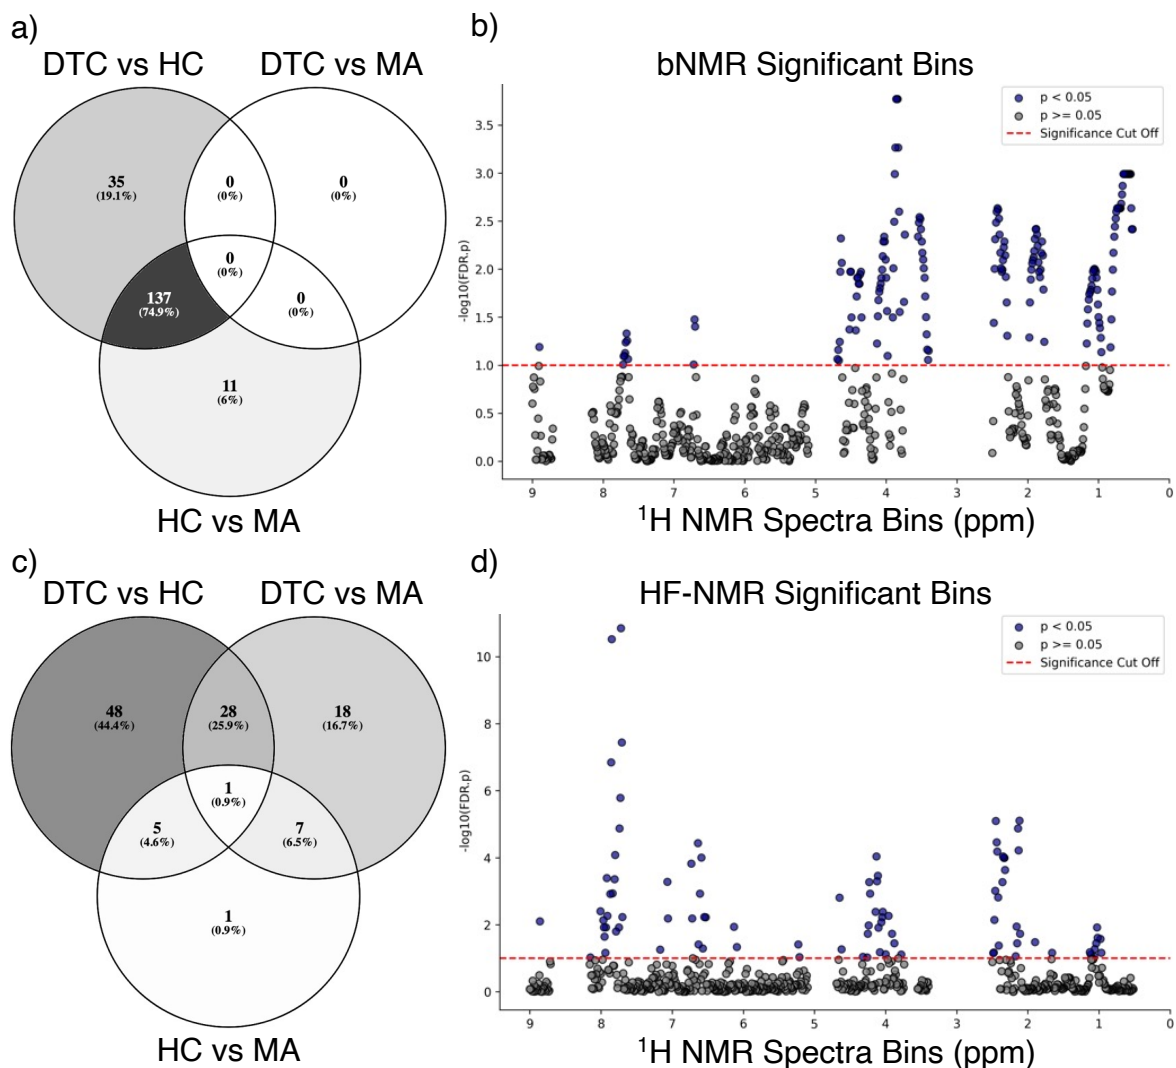 a)
DTC vs HC
DTC vs MA
35
(19.1%)
0
(0%)
0
(0%)
0
(0%)
137
(74.9%)
0
(0%)
11
(6%)
HC vs MA
b)
bNMR Significant Bins
p < 0.05
p >= 0.05
Significance Cut Off
-log10(FDR.p)
3.5
3.0
2.5
2.0
1.5
1.0
0.5
0.0
9 8 7 6 5 4 3 2 1 0
¹H NMR Spectra Bins (ppm)
c)
DTC vs HC
DTC vs MA
48
(44.4%)
28
(25.9%)
18
(16.7%)
1
(0.9%)
5
(4.6%)
7
(6.5%)
1
(0.9%)
HC vs MA
d)
HF-NMR Significant Bins
p < 0.05
p >= 0.05
Significance Cut Off
-log10(FDR.p)
10
8
6
4
2
0
9 8 7 6 5 4 3 2 1 0
¹H NMR Spectra Bins (ppm)